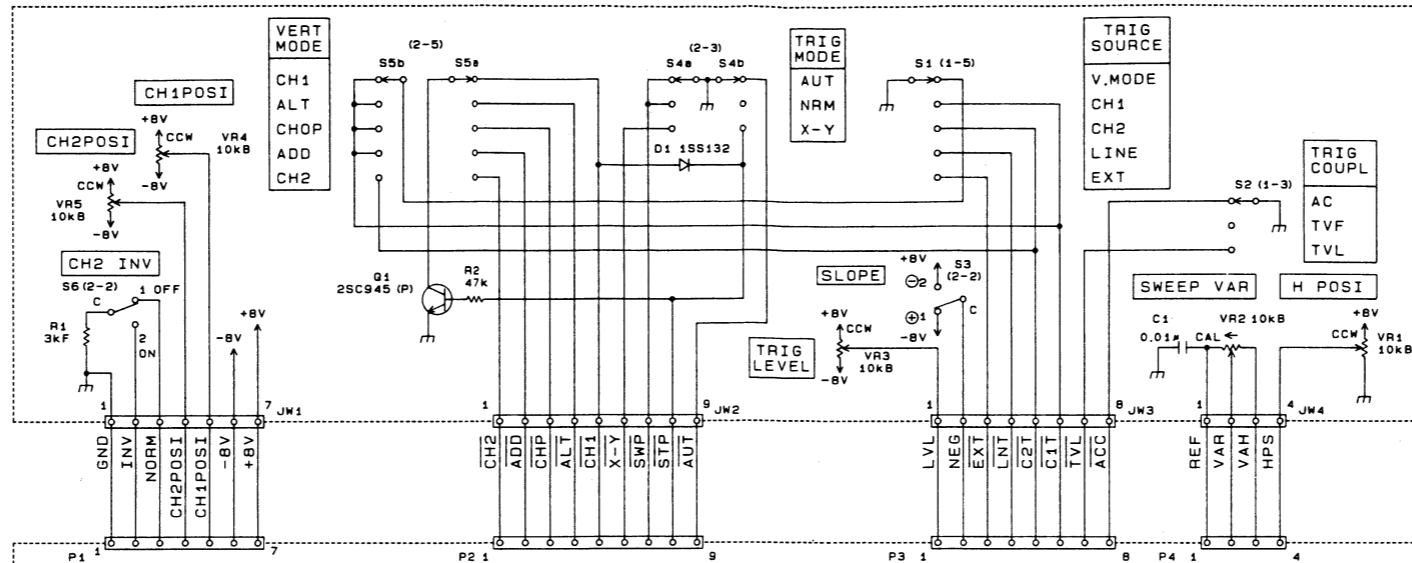 VERT
MODE
CH1
ALT
CHOP
ADD
CH2
(2-5)
S5b
S5a
(2-3)
S4a
S4b
TRIG
MODE
AUT
NRM
X-Y
D1 1SS132
S1 (1-5)
TRIG
SOURCE
V.MODE
CH1
CH2
LINE
EXT
TRIG
COUPL
AC
TVF
TVL
S2 (1-3)
CH1POSI
+8V
CCW
VR4
10kB
-8V
CH2POSI
+8V
CCW
VR5
10kB
-8V
CH2 INV
S6 (2-2)
1 OFF
C
R1
3kF
2
ON
-8V
+8V
Q1
2SC945 (P)
R2
47k
SLOPE
+8V
S3
(2-2)
⊖2
⊕1
C
-8V
TRIG
LEVEL
+8V
CCW
VR3
10kB
-8V
SWEEP VAR
C1
0.01µ
CAL
VR2 10kB
H POSI
+8V
CCW
VR1
10kB
1
7
JW1
1
9
JW2
1
8
JW3
1
4
JW4
GND
INV
NORM
CH2POSI
CH1POSI
-8V
+8V
CH2
ADD
CHP
ALT
CH1
X-Y
SWP
STP
AUT
LVL
NEG
EXT
LNT
C2T
C1T
TVL
ACC
REF
VAR
VAH
HPS
P1
1
7
P2
1
9
P3
1
8
P4
1
4